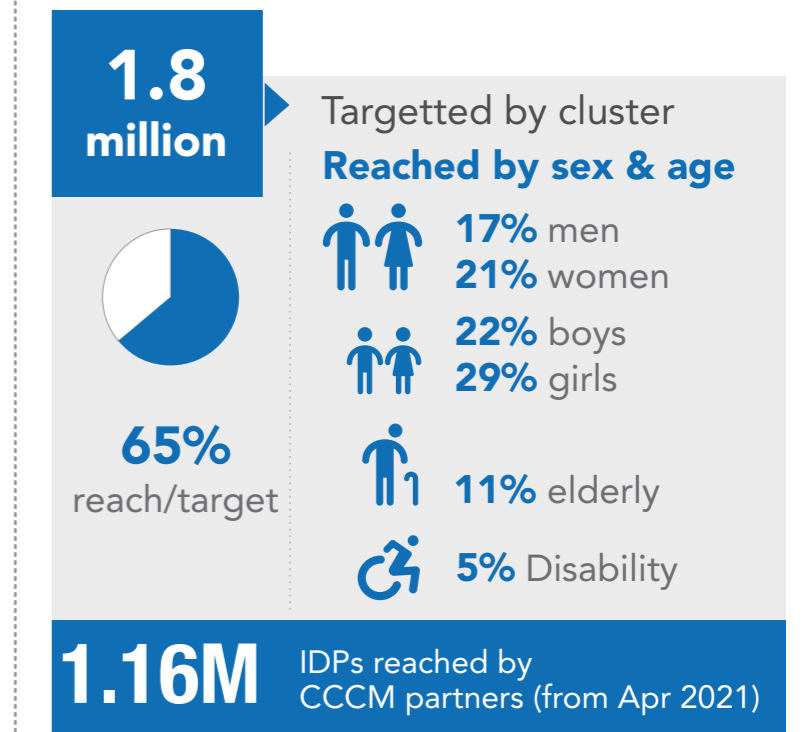 1.8
million
Targetted by cluster
Reached by sex & age
17% men
21% women
22% boys
29% girls
65%
reach/target
11% elderly
5% Disability
1.16M
IDPs reached by
CCCM partners (from Apr 2021)